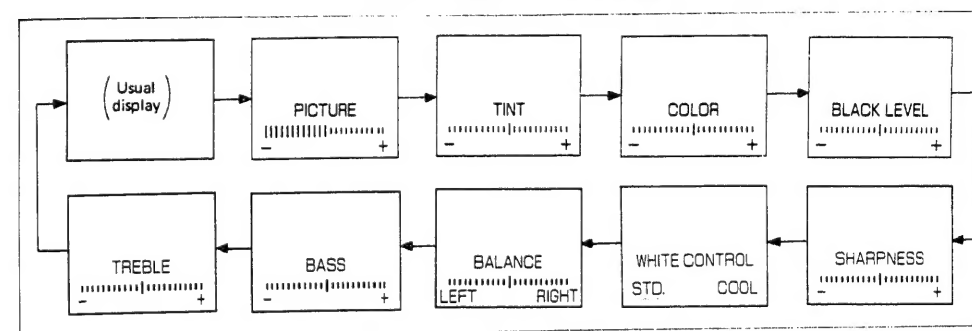 (Usual
display)
PICTURE
- +
TINT
- +
COLOR
- +
BLACK LEVEL
- +
TREBLE
- +
BASS
- +
BALANCE
LEFT RIGHT
WHITE CONTROL
STD. COOL
SHARPNESS
- +